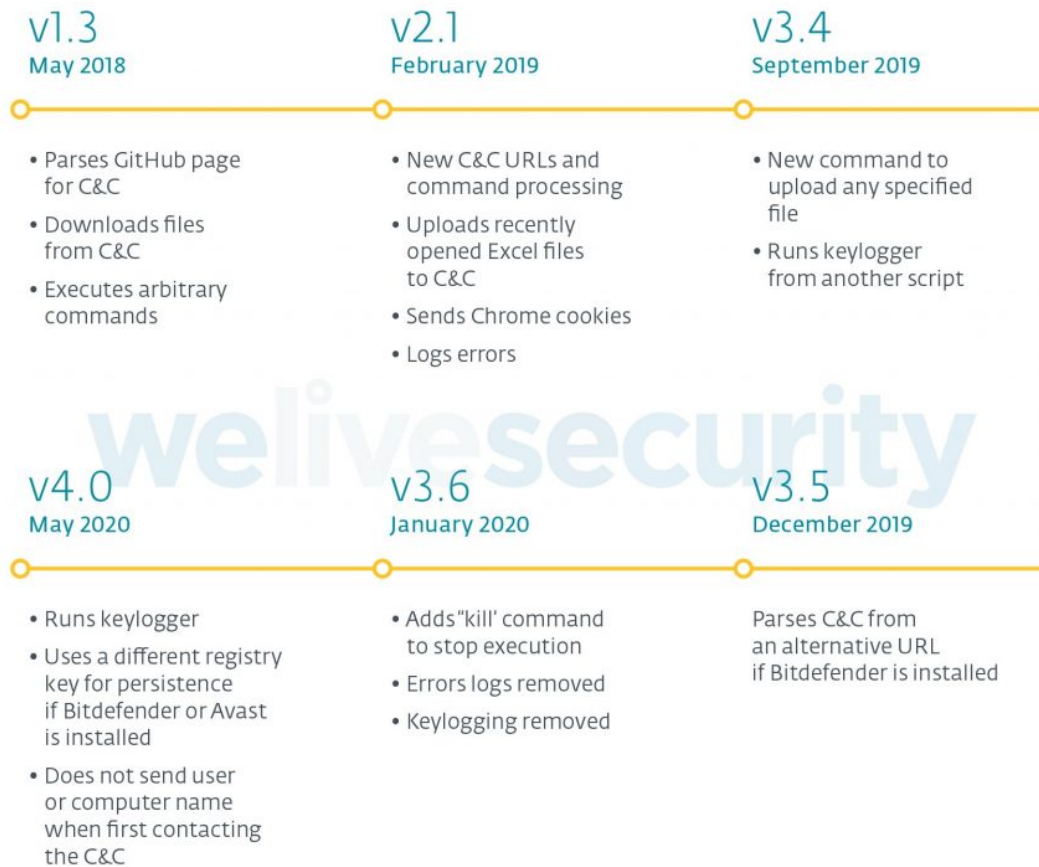 v1.3
May 2018
• Parses GitHub page
for C&C
• Downloads files
from C&C
• Executes arbitrary
commands
v2.1
February 2019
• New C&C URLs and
command processing
• Uploads recently
opened Excel files
to C&C
• Sends Chrome cookies
• Logs errors
v3.4
September 2019
• New command to
upload any specified
file
• Runs keylogger
from another script
welivesecurity
v4.0
May 2020
• Runs keylogger
• Uses a different registry
key for persistence
if Bitdefender or Avast
is installed
• Does not send user
or computer name
when first contacting
the C&C
v3.6
January 2020
• Adds "kill' command
to stop execution
• Errors logs removed
• Keylogging removed
v3.5
December 2019
Parses C&C from
an alternative URL
if Bitdefender is installed